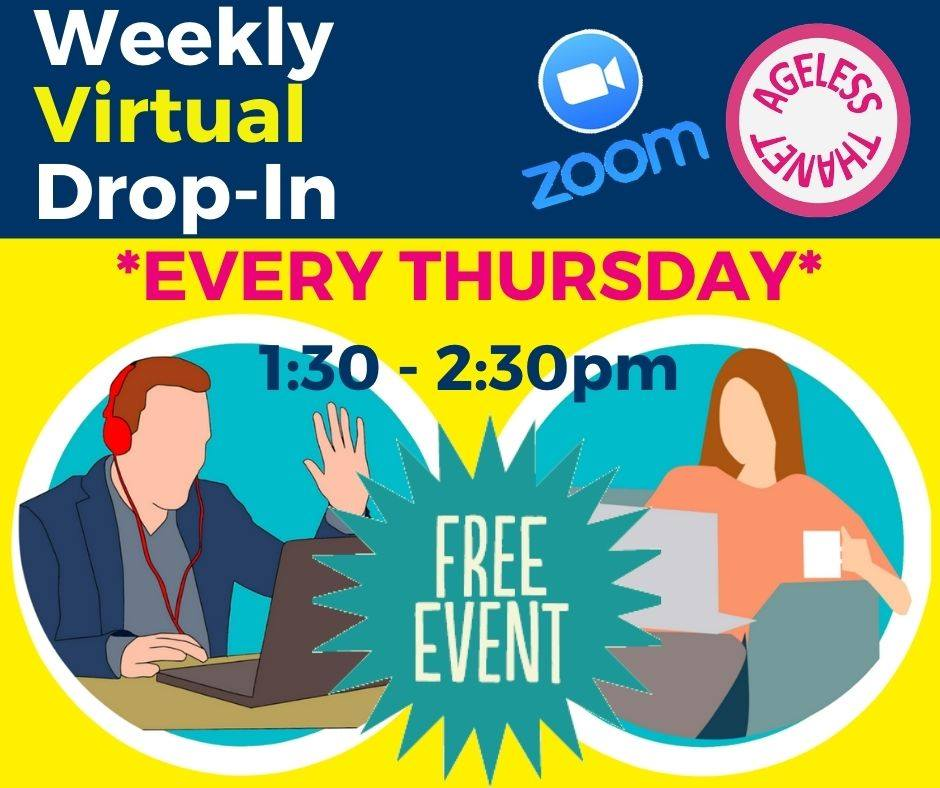 Weekly
Virtual
Drop-In
zoom
AGELESS THANET
*EVERY THURSDAY*
1:30 - 2:30pm
FREE
EVENT